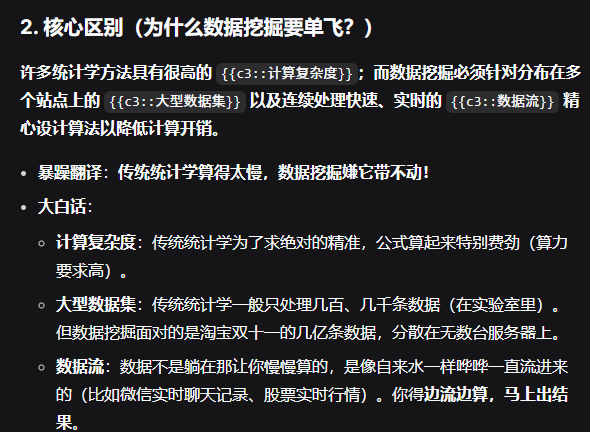 2. 核心区别（为什么数据挖掘要单飞？）
许多统计学方法具有很高的 {{c3::计算复杂度}}；而数据挖掘必须针对分布在多
个站点上的 {{c3::大型数据集}} 以及连续处理快速、实时的 {{c3::数据流}} 精
心设计算法以降低计算开销。
• 暴躁翻译：传统统计学算得太慢，数据挖掘嫌它带不动！
• 大白话：
◦ 计算复杂度：传统统计学为了求绝对的精准，公式算起来特别费劲（算力
要求高）。
◦ 大型数据集：传统统计学一般只处理几百、几千条数据（在实验室里）。
但数据挖掘面对的是淘宝双十一的几亿条数据，分散在无数台服务器上。
◦ 数据流：数据不是躺在那让你慢慢算的，是像自来水一样哗哗一直流进来
的（比如微信实时聊天记录、股票实时行情）。你得边流边算，马上出结
果。